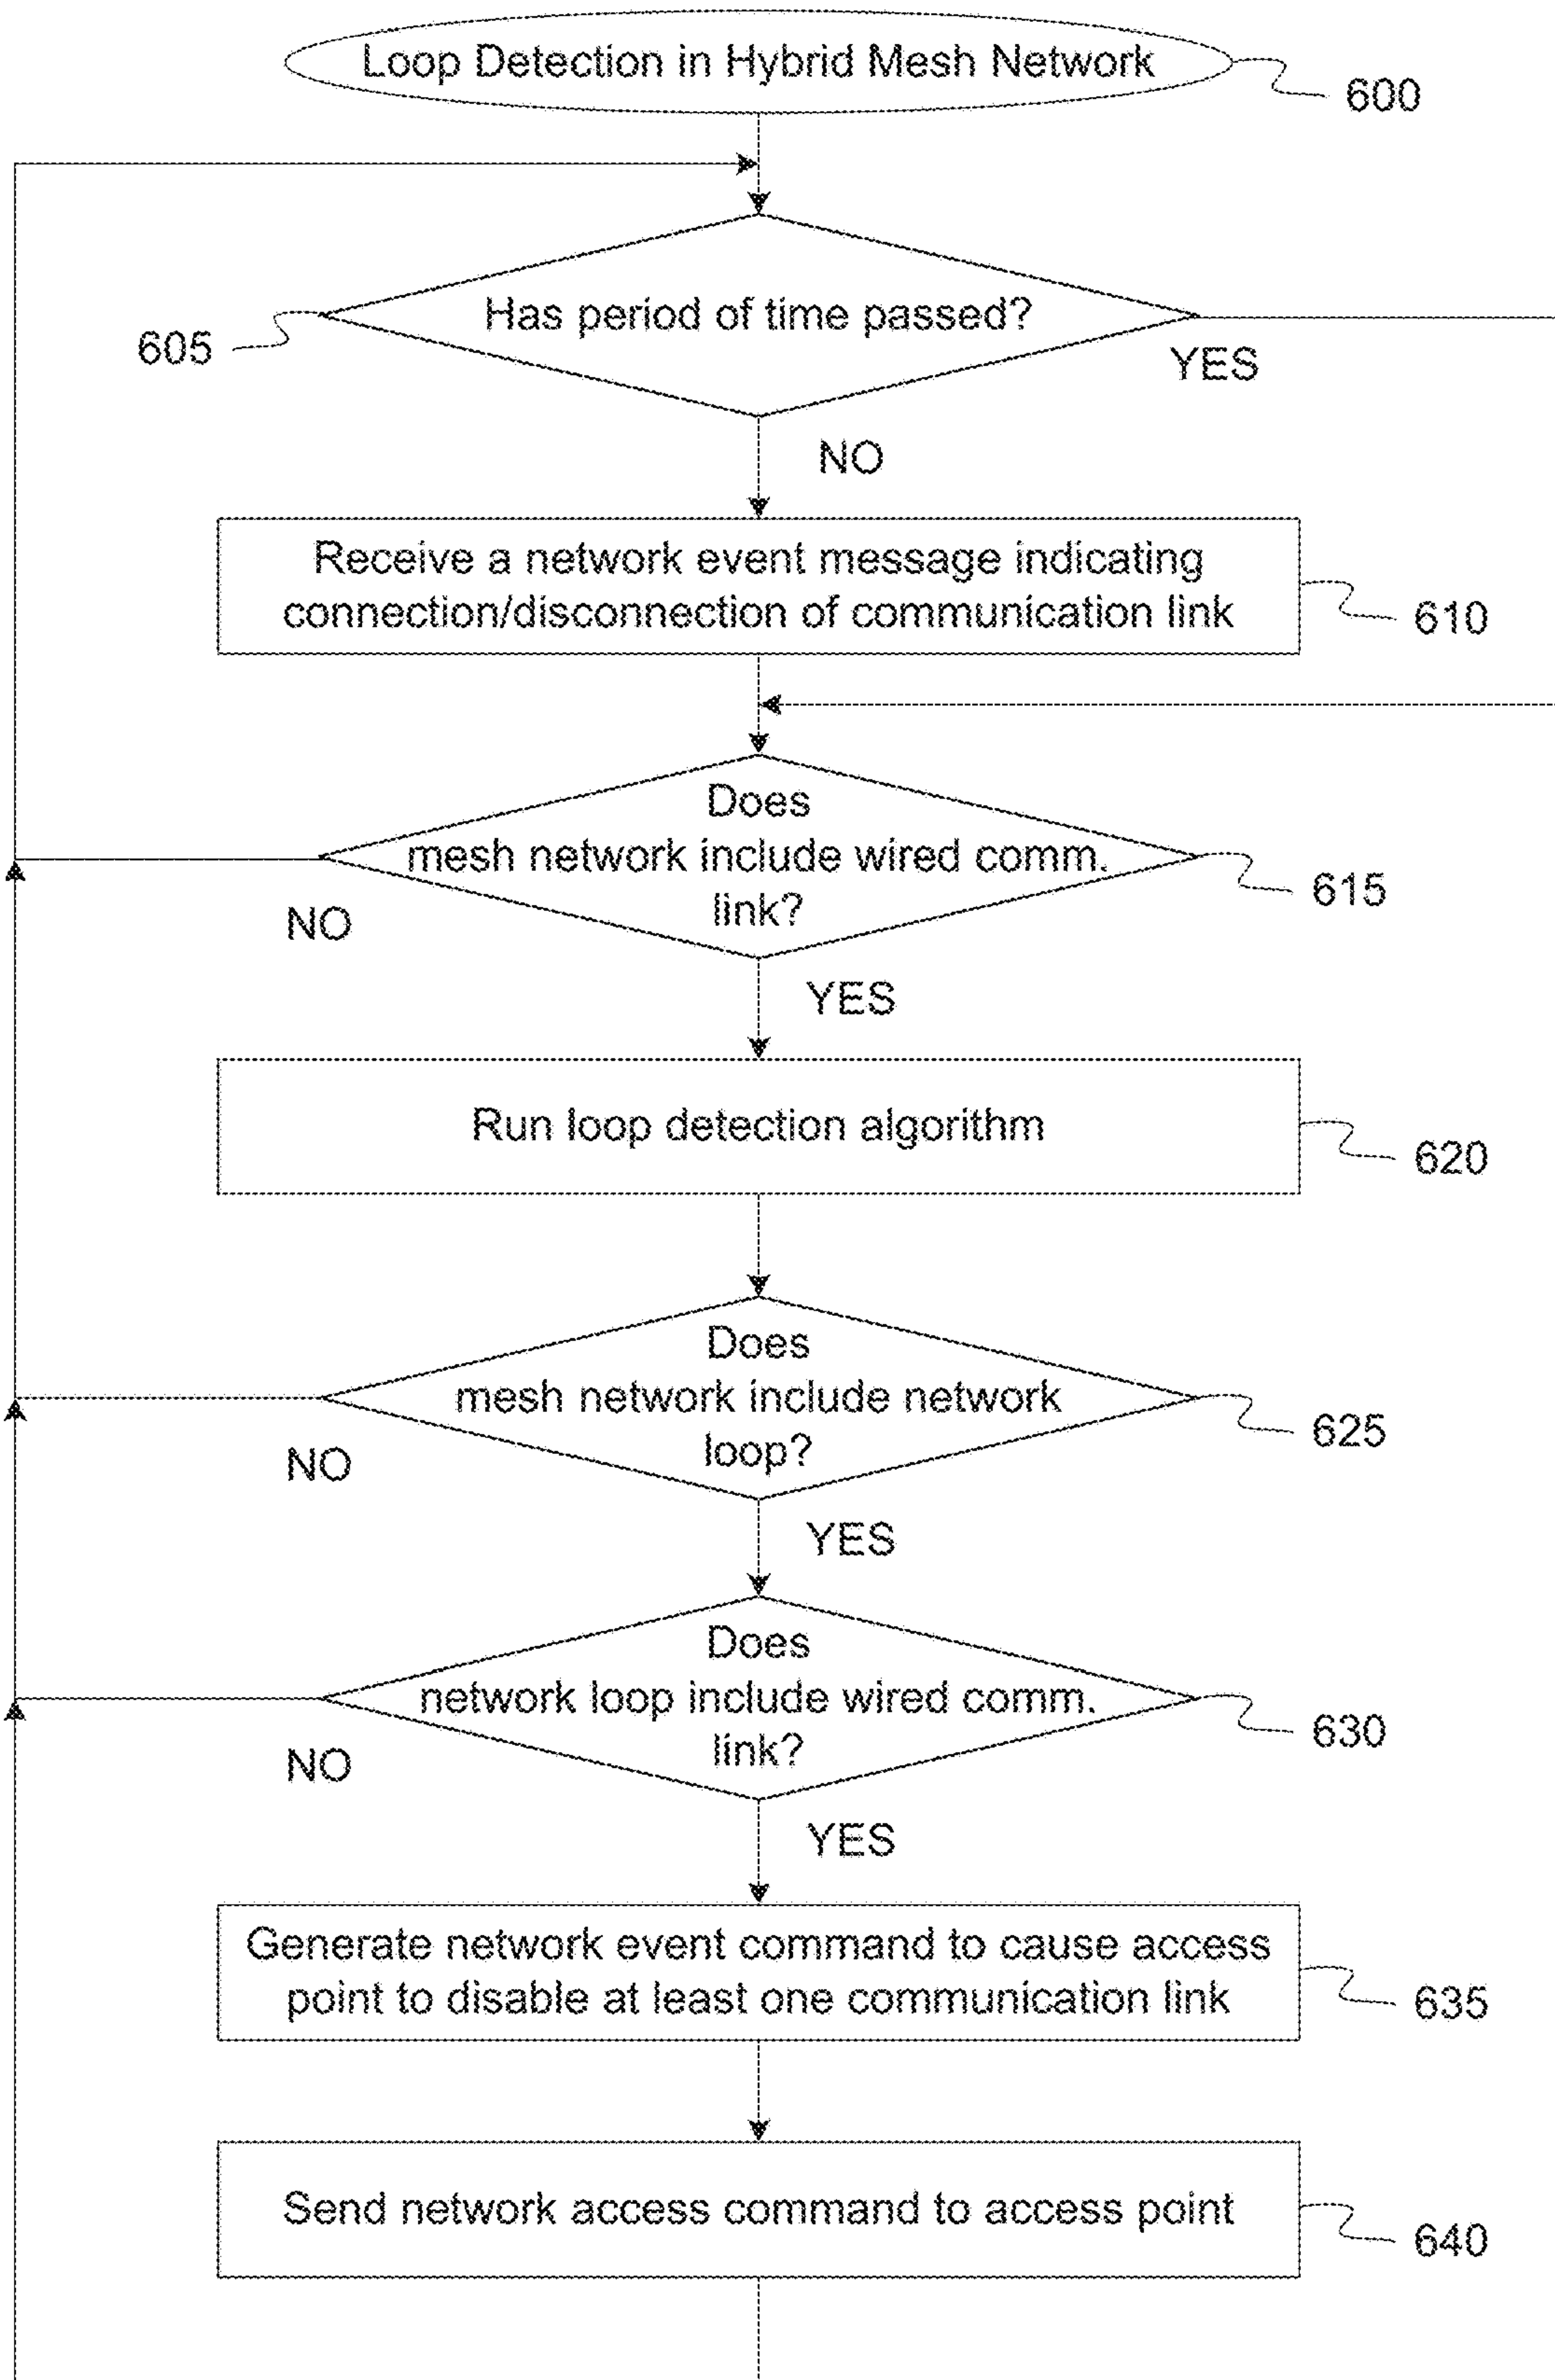 Loop Detection in Hybrid Mesh Network
600
Has period of time passed?
605
YES
NO
Receive a network event message indicating
connection/disconnection of communication link
610
Does
mesh network include wired comm.
link?
615
NO
YES
Run loop detection algorithm
620
Does
mesh network include network
loop?
625
NO
YES
Does
network loop include wired comm.
link?
630
NO
YES
Generate network event command to cause access
point to disable at least one communication link
635
Send network access command to access point
640